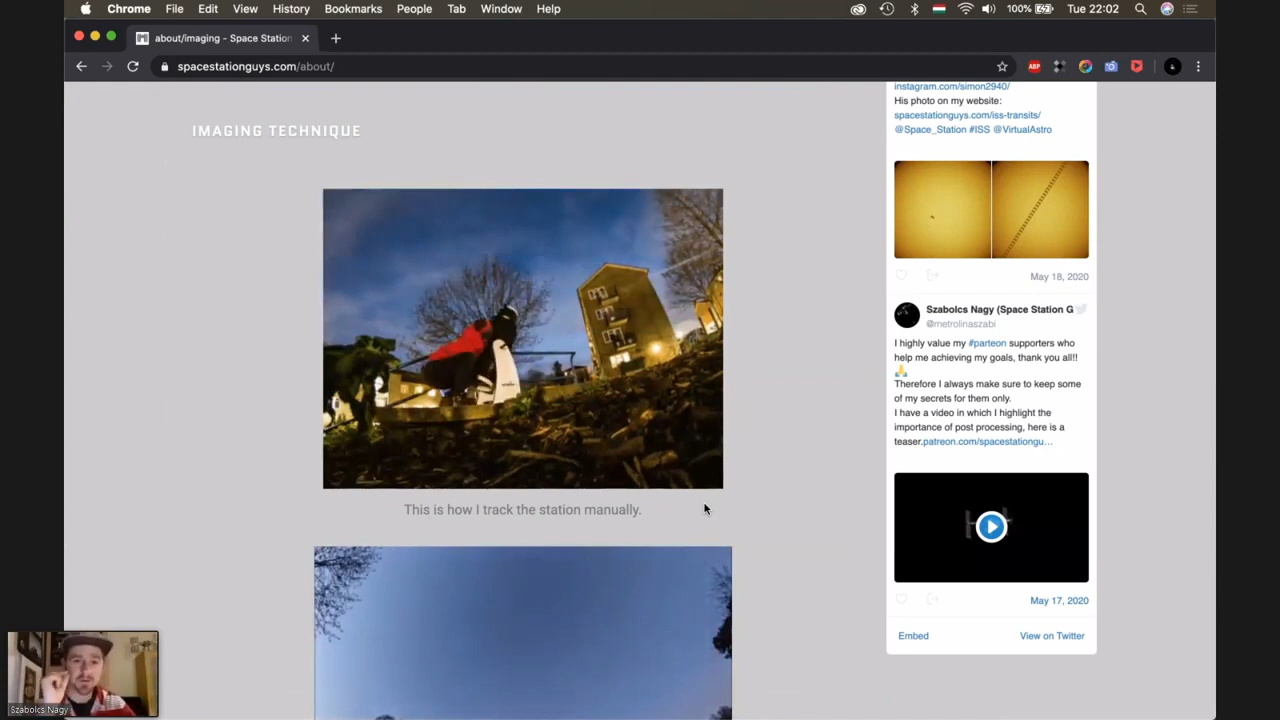 Chrome File Edit View History Bookmarks People Tab Window Help 100% Tue 22:02
about/imaging - Space Station
spacestationguys.com/about/
ABP
instagram.com/simon2940/
His photo on my website:
spacestationguys.com/iss-transits/
@Space_Station #ISS @VirtualAstro
IMAGING TECHNIQUE
May 18, 2020
Szabolcs Nagy (Space Station G
@metrolinaszabi
I highly value my #parteon supporters who
help me achieving my goals, thank you all!!
Therefore I always make sure to keep some
of my secrets for them only.
I have a video in which I highlight the
importance of post processing, here is a
teaser.patreon.com/spacestationgu…
This is how I track the station manually.
May 17, 2020
Embed View on Twitter
Szabolcs Nagy